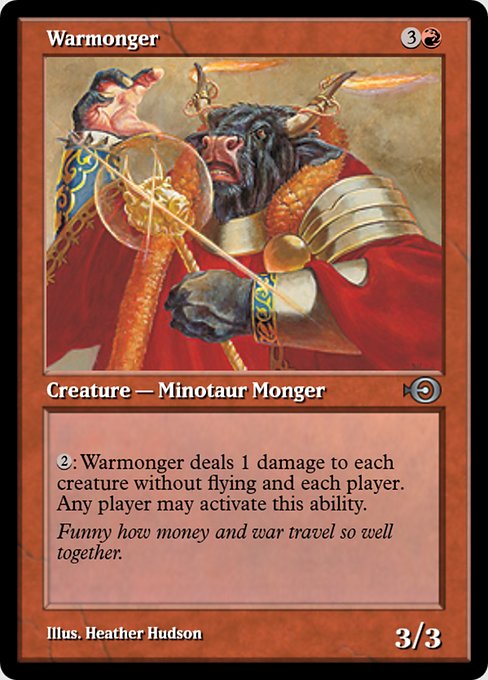 Warmonger 3
Creature — Minotaur Monger
2: Warmonger deals 1 damage to each
creature without flying and each player.
Any player may activate this ability.
Funny how money and war travel so well
together.
Illus. Heather Hudson
3/3